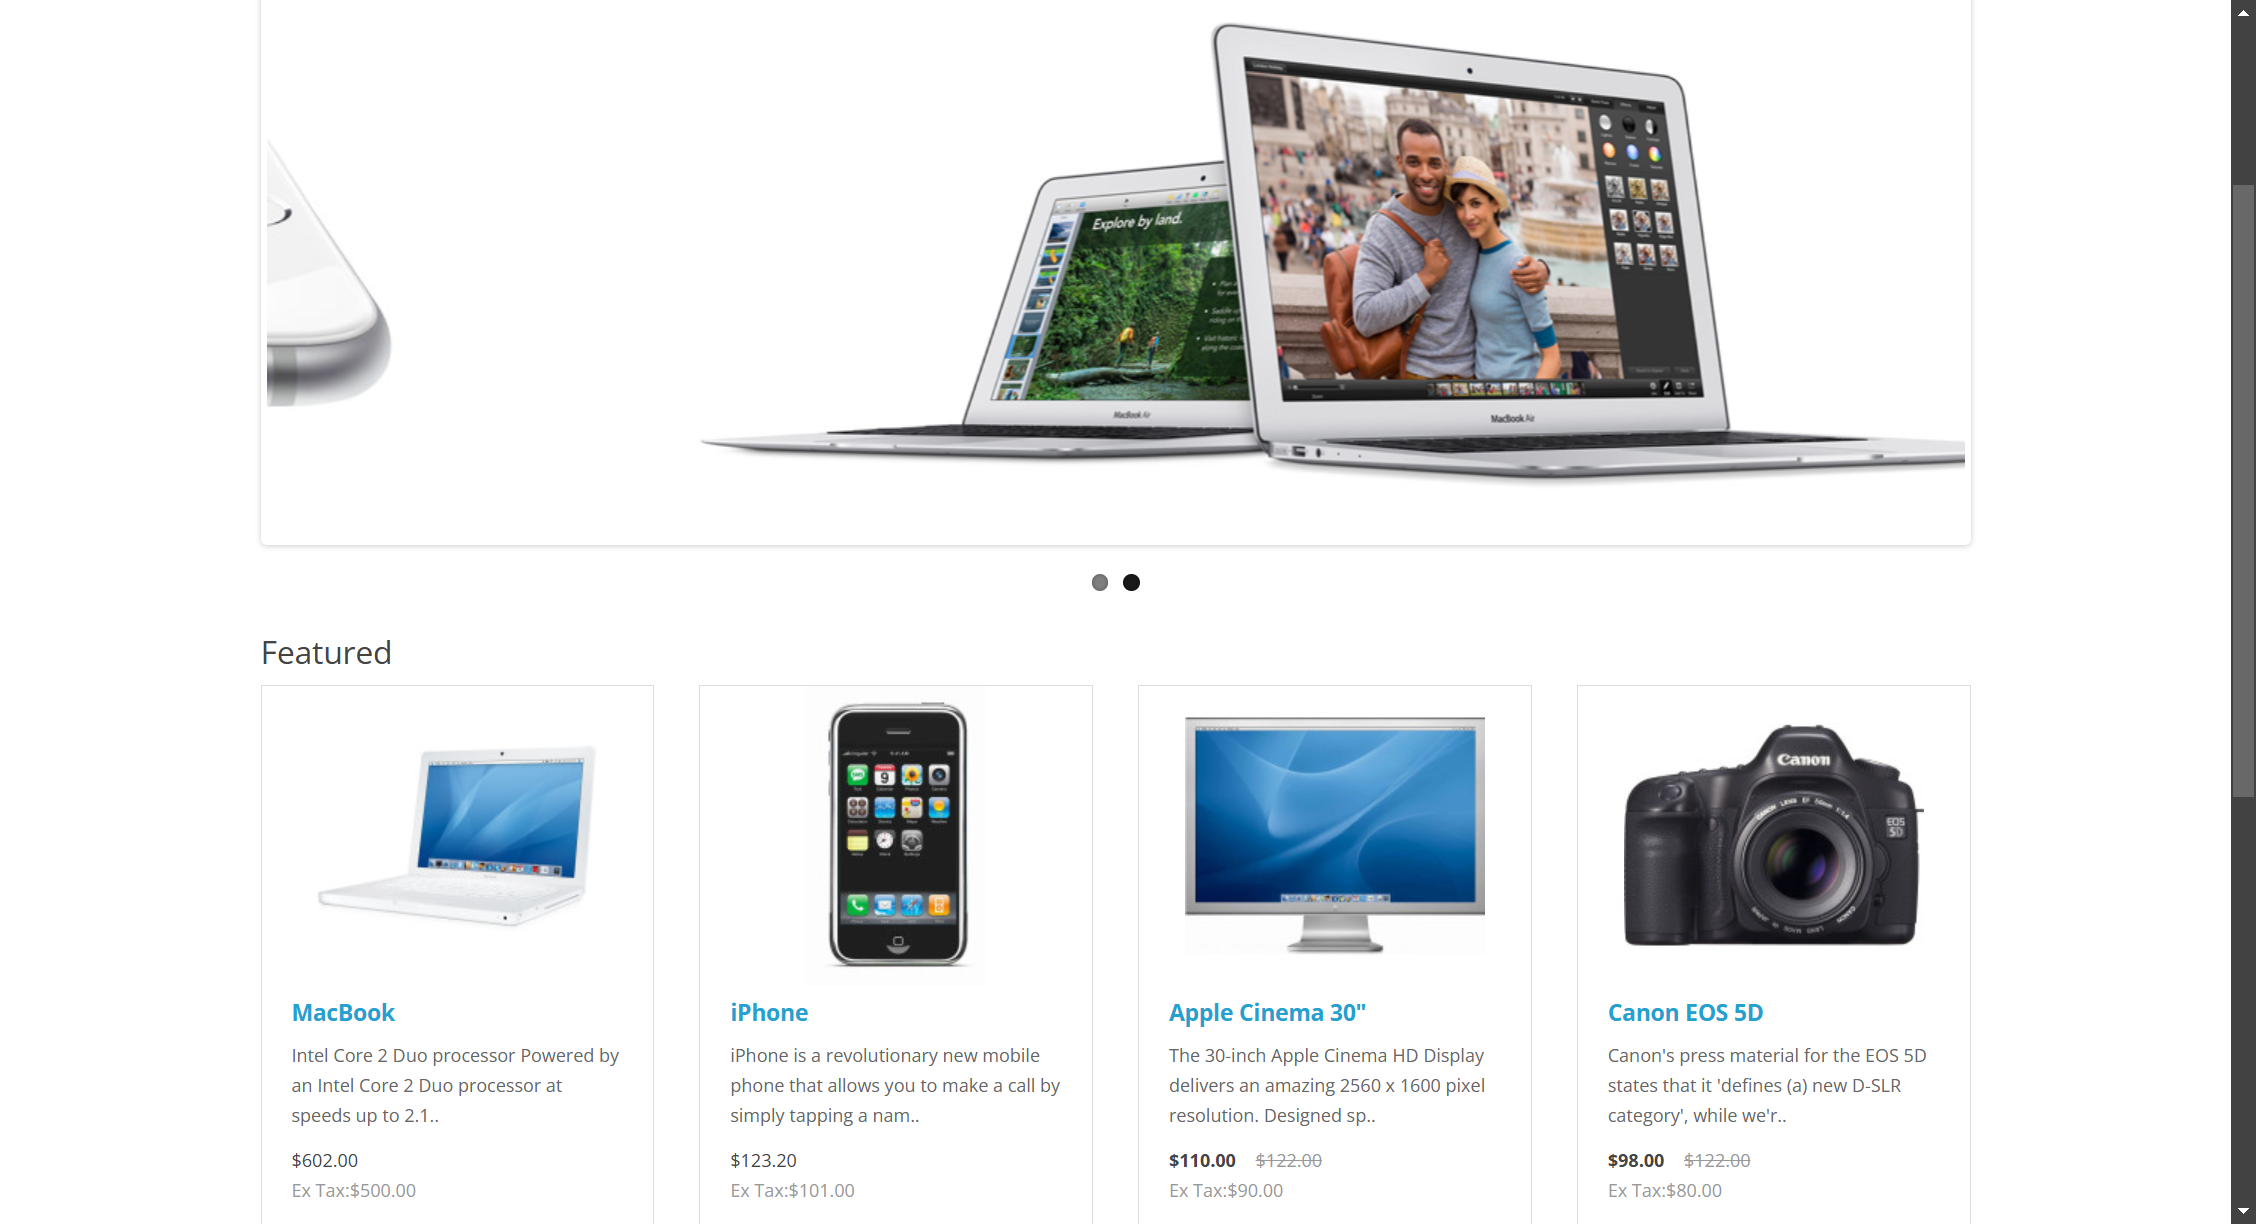 Explore by land.
MacBook Air
MacBook Air
Featured
Canon
EOS
5D
9
MacBook
Intel Core 2 Duo processor Powered by
an Intel Core 2 Duo processor at
speeds up to 2.1..
$602.00
Ex Tax:$500.00
iPhone
iPhone is a revolutionary new mobile
phone that allows you to make a call by
simply tapping a nam..
$123.20
Ex Tax:$101.00
Apple Cinema 30"
The 30-inch Apple Cinema HD Display
delivers an amazing 2560 x 1600 pixel
resolution. Designed sp..
$110.00 $122.00
Ex Tax:$90.00
Canon EOS 5D
Canon's press material for the EOS 5D
states that it 'defines (a) new D-SLR
category', while we'r..
$98.00 $122.00
Ex Tax:$80.00